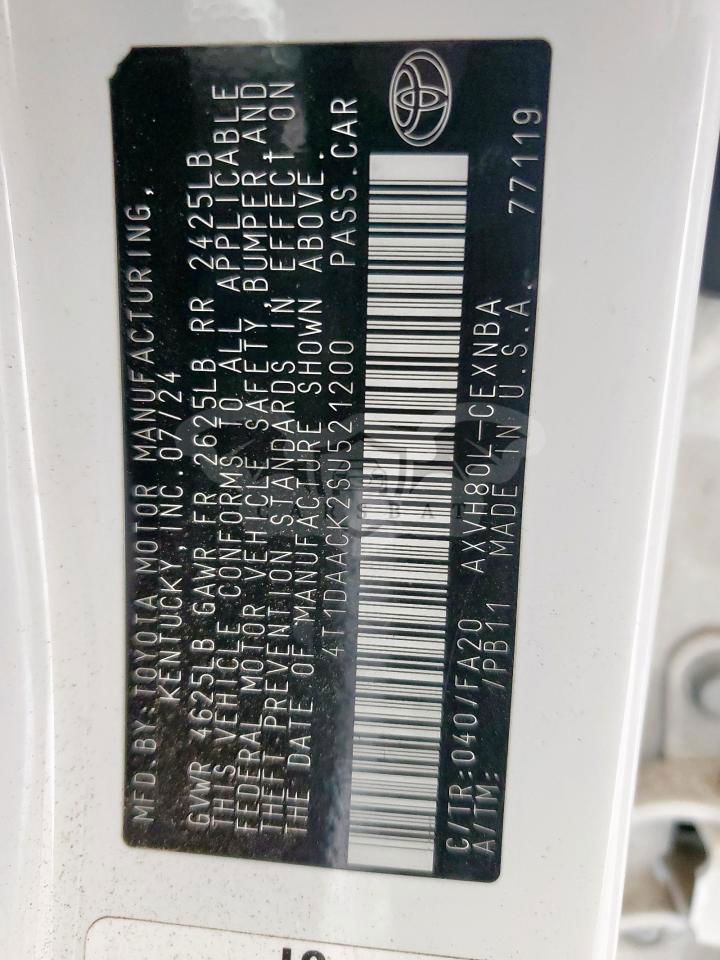 MFD.BY:TOYOTA MOTOR MANUFACTURING,
KENTUCKY, INC. 07/24
GVWR 4625LB GAWR FR 2625LB RR 2425LB
THIS VEHICLE CONFORMS TO ALL APPLICABLE
FEDERAL MOTOR VEHICLE SAFETY, BUMPER AND
THEFT PREVENTION STANDARDS IN EFFECT ON
THE DATE OF MANUFACTURE SHOWN ABOVE.
4T1DAACK2SU521200 PASS.CAR
C/TR:040/FA20 AXVH80L-CEXNBA
A/TM: /PB11 MADE IN U.S.A. 77119
CARSBAT